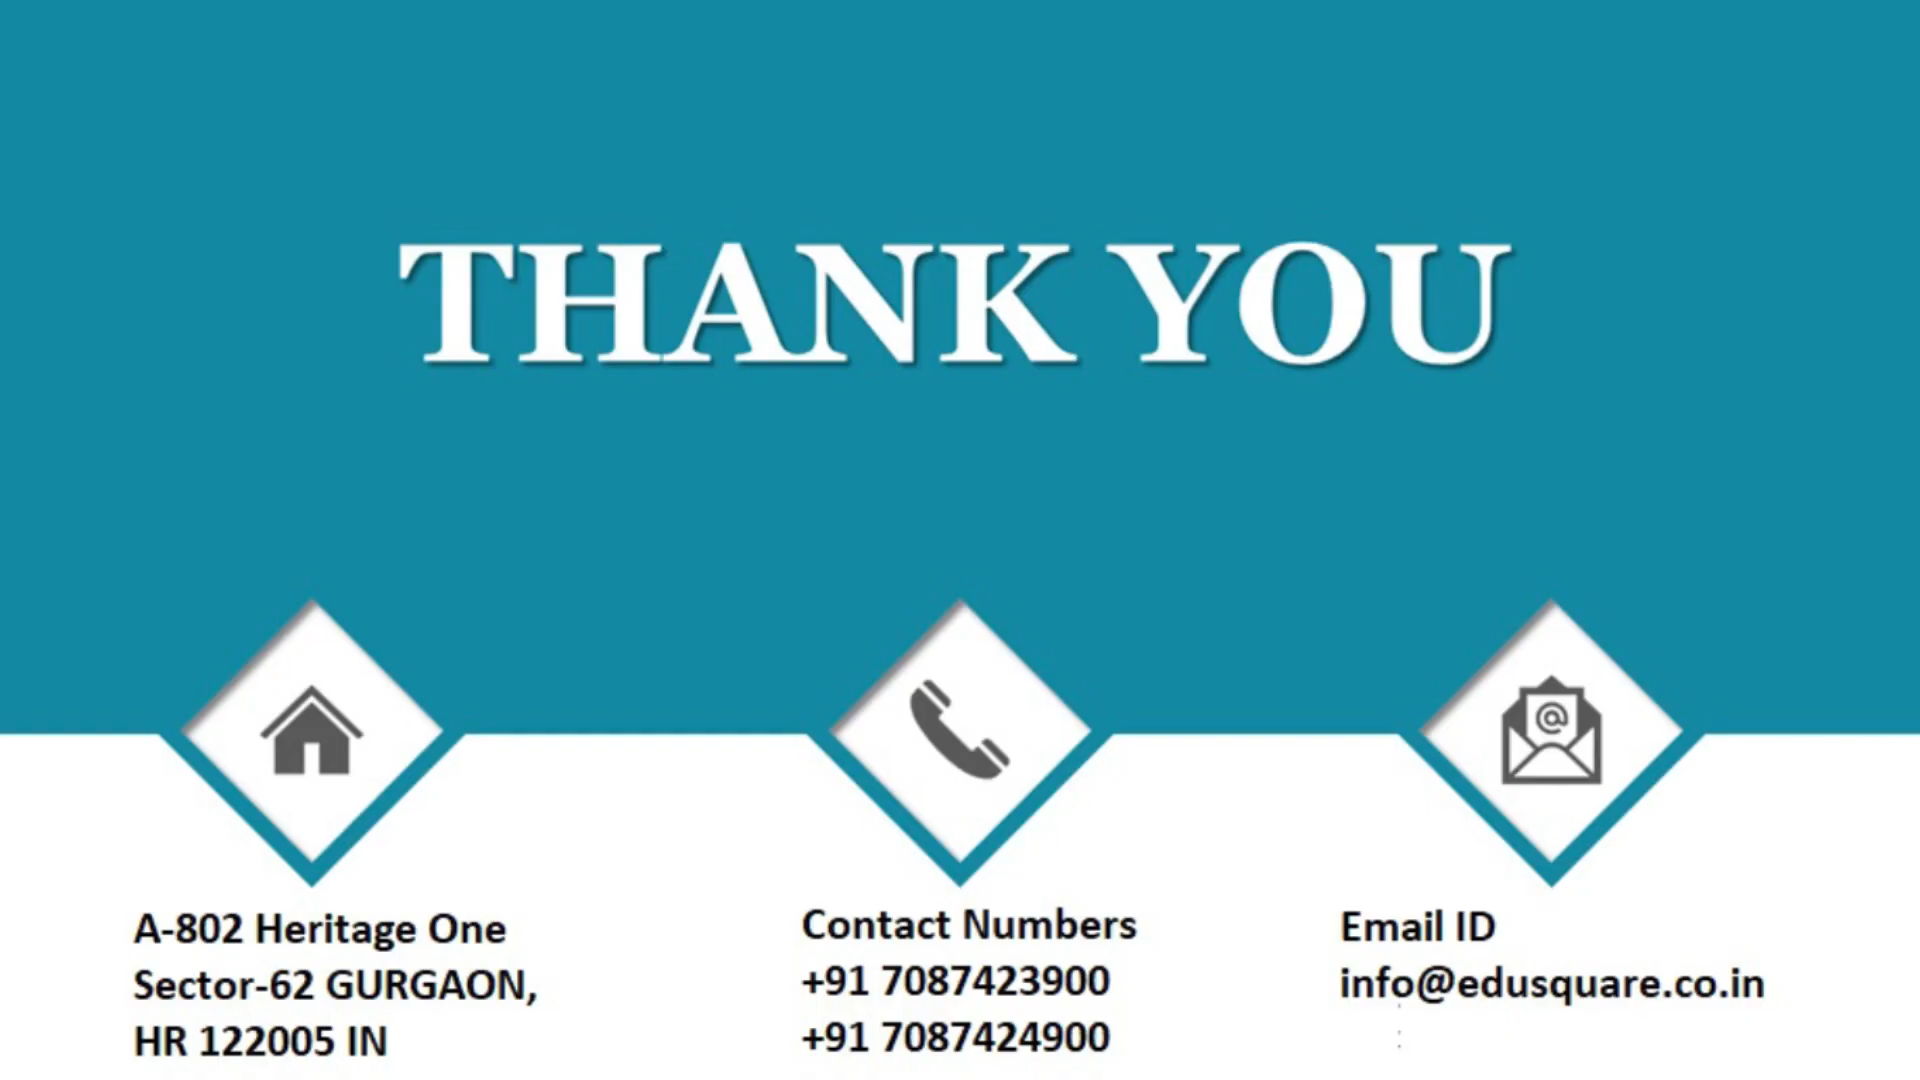 THANK YOU
A-802 Heritage One
Sector-62 GURGAON,
HR 122005 IN
Contact Numbers
+91 7087423900
+91 7087424900
Email ID
info@edusquare.co.in